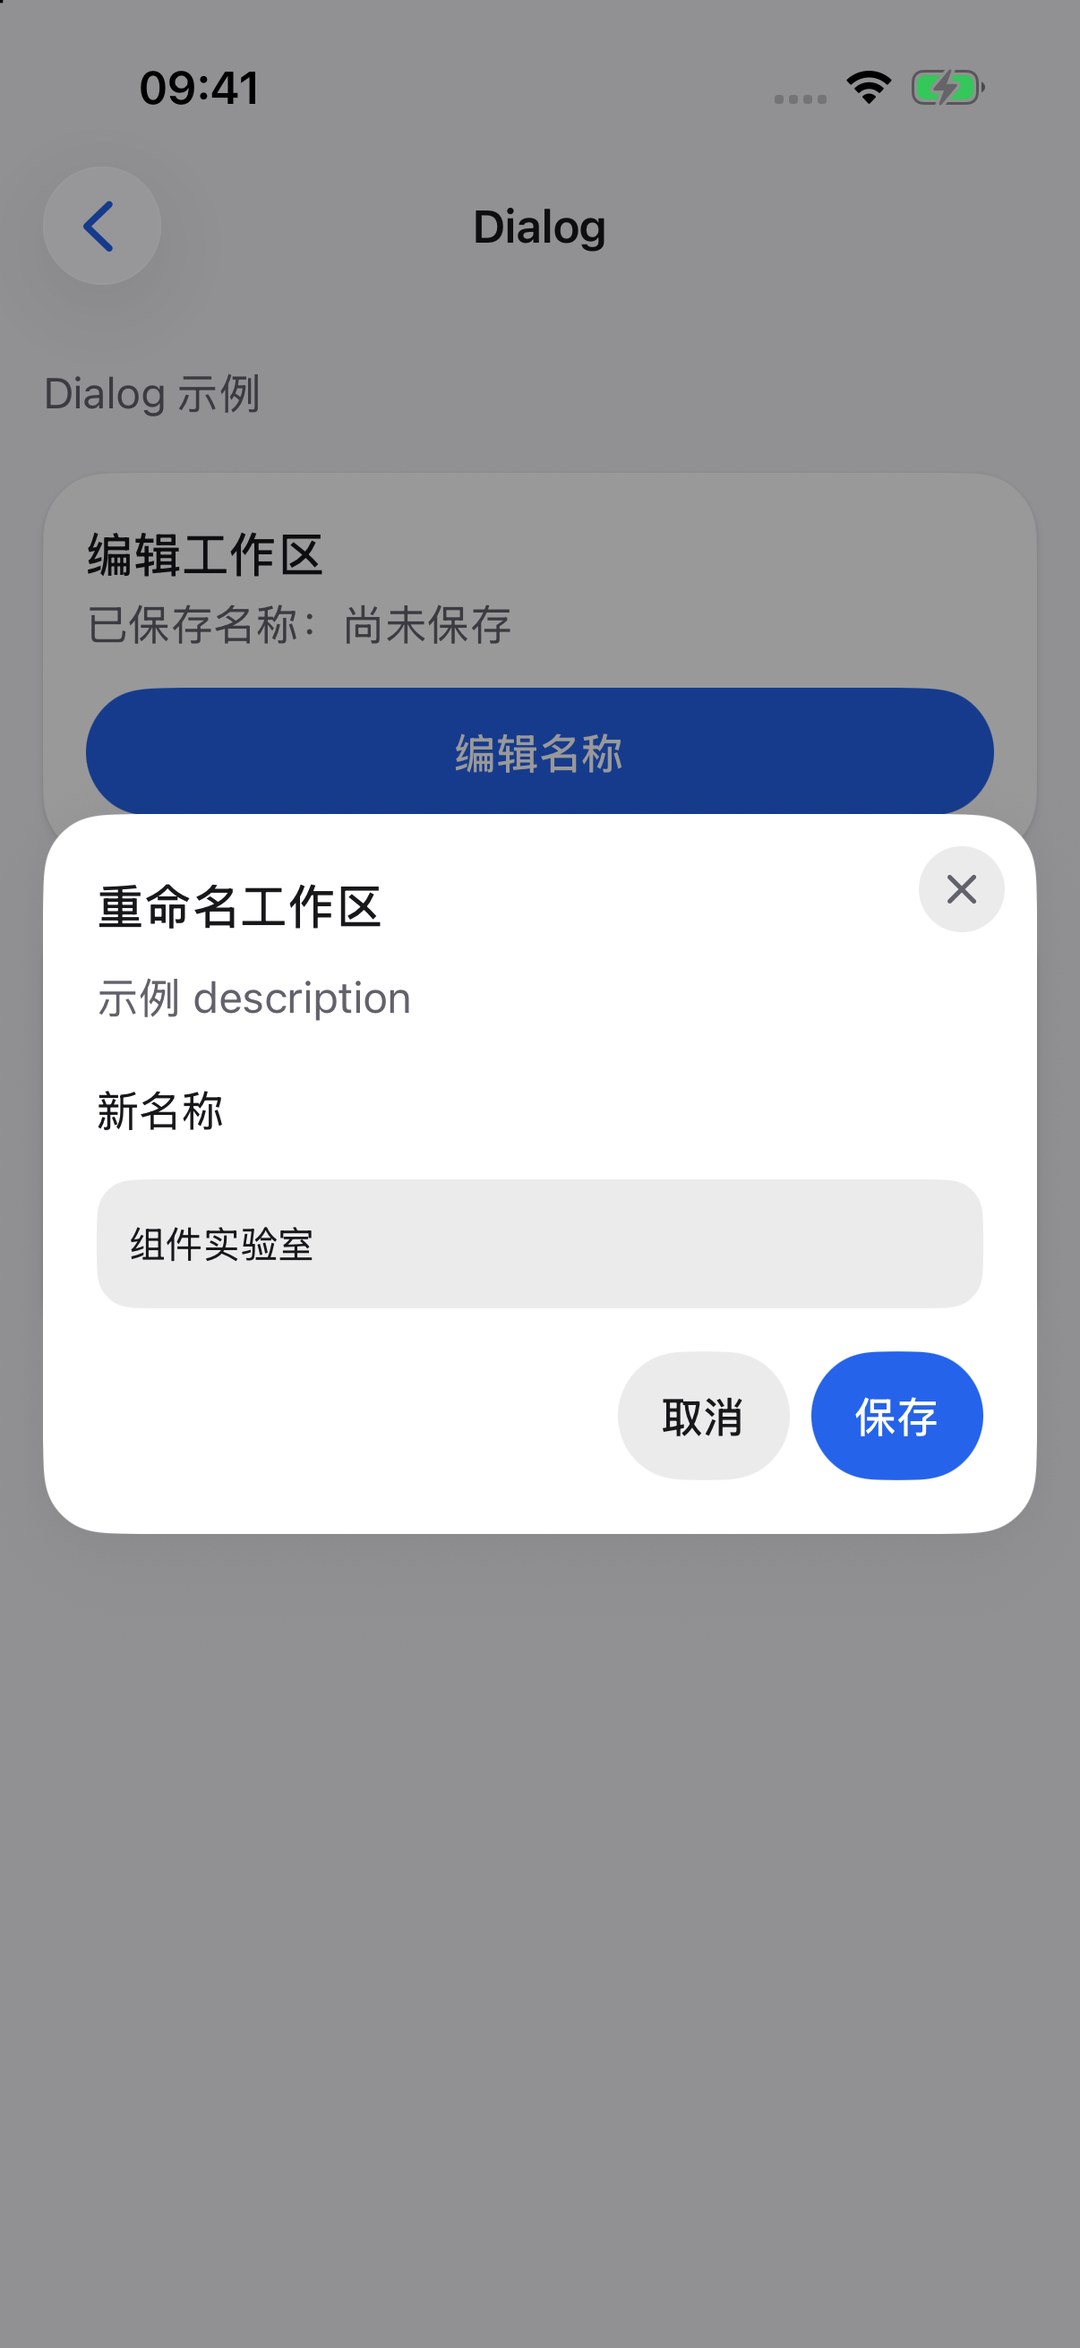 09:41
Dialog
Dialog 示例
编辑工作区
已保存名称：尚未保存
编辑名称
重命名工作区
示例 description
新名称
组件实验室
取消
保存